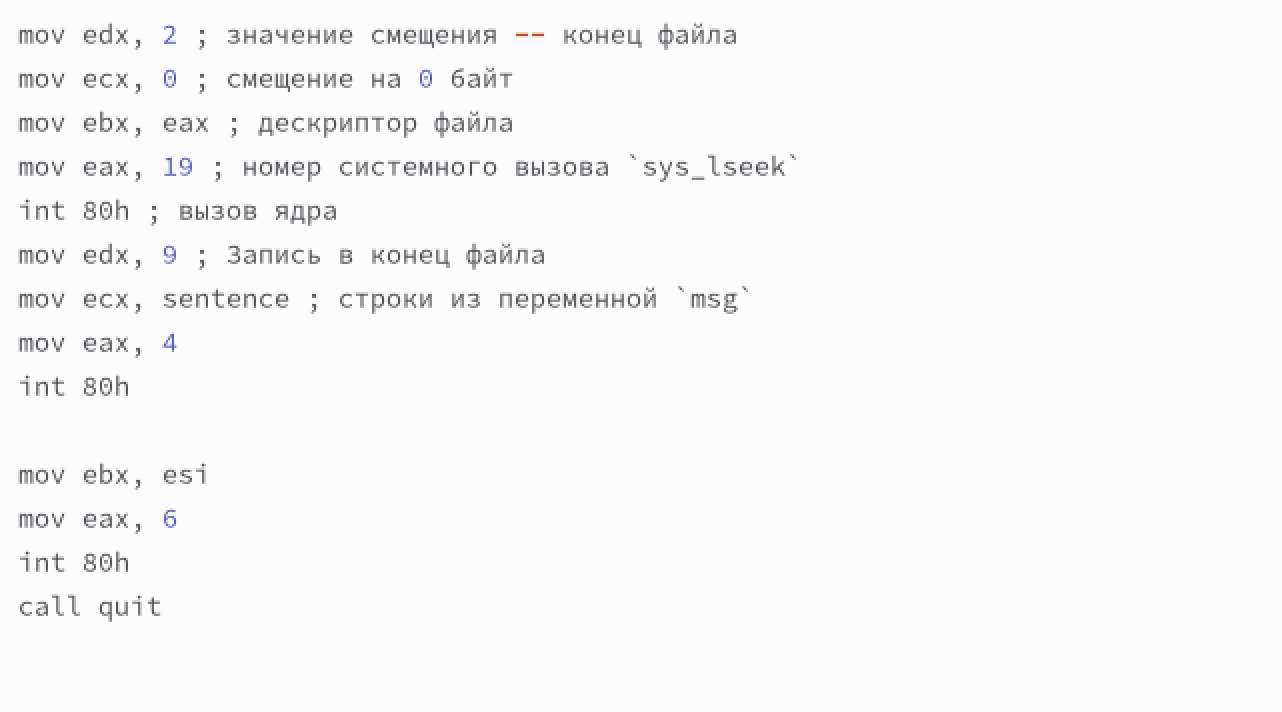 mov edx, 2 ; значение смещения -- конец файла
mov ecx, 0 ; смещение на 0 байт
mov ebx, eax ; дескриптор файла
mov eax, 19 ; номер системного вызова `sys_lseek`
int 80h ; вызов ядра
mov edx, 9 ; Запись в конец файла
mov ecx, sentence ; строки из переменной `msg`
mov eax, 4
int 80h
mov ebx, esi
mov eax, 6
int 80h
call quit